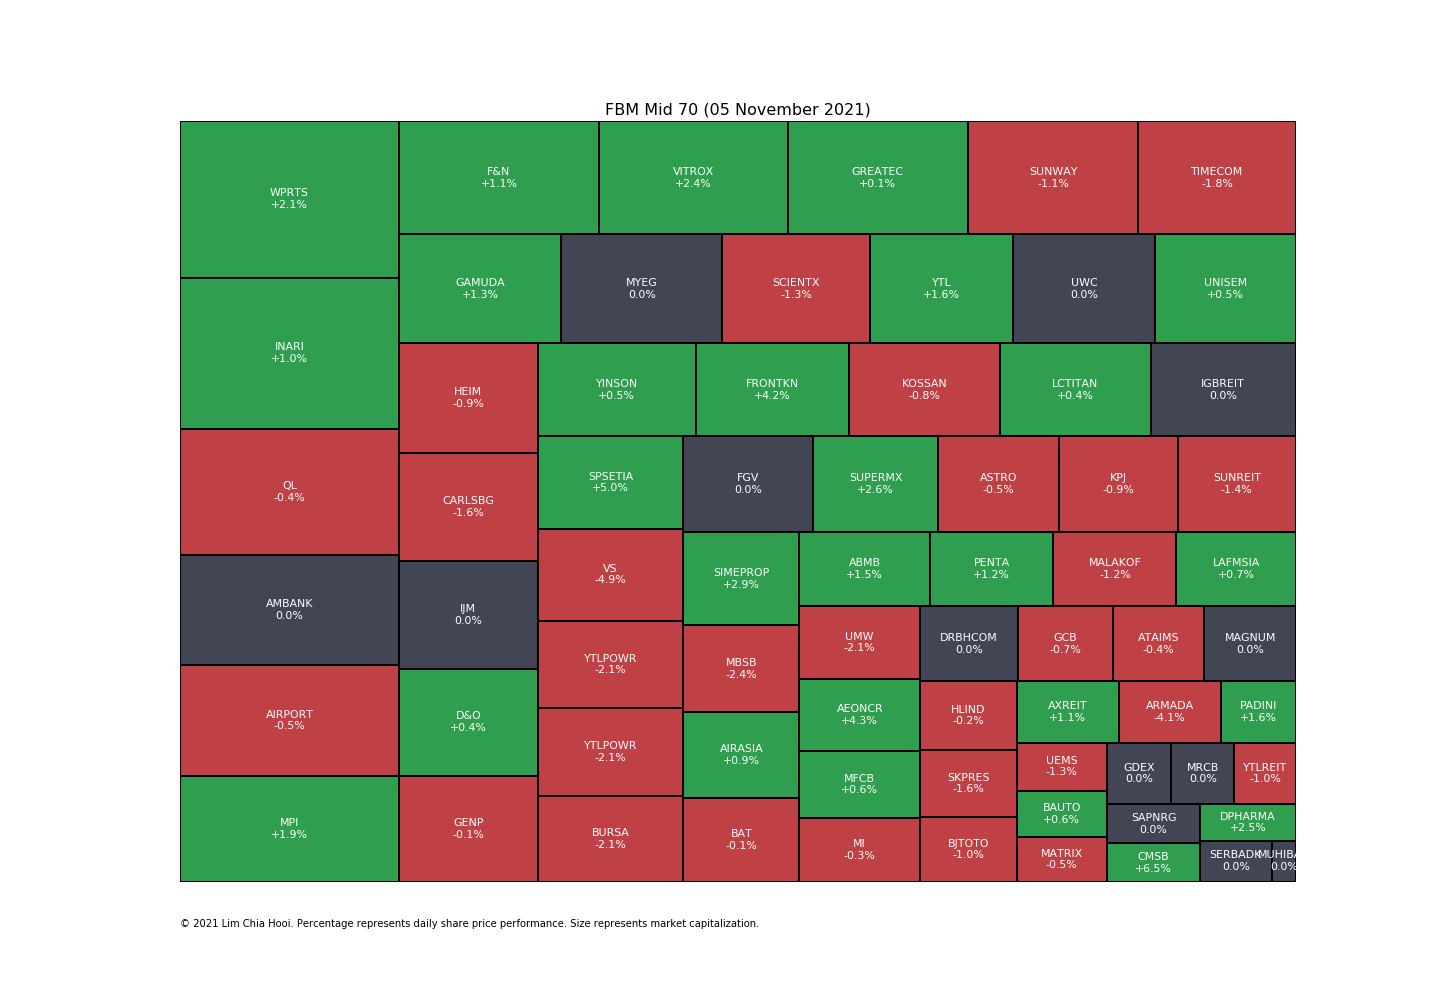 FBM Mid 70 (05 November 2021)
WPRTS
+2.1%
INARI
+1.0%
QL
-0.4%
AMBANK
0.0%
AIRPORT
-0.5%
MPI
+1.9%
F&N
+1.1%
VITROX
+2.4%
GREATEC
+0.1%
SUNWAY
-1.1%
TIMECOM
-1.8%
GAMUDA
+1.3%
MYEG
0.0%
SCIENTX
-1.3%
YTL
+1.6%
UWC
0.0%
UNISEM
+0.5%
HEIM
-0.9%
CARLSBG
-1.6%
IJM
0.0%
D&O
+0.4%
GENP
-0.1%
YINSON
+0.5%
FRONTKN
+4.2%
KOSSAN
-0.8%
LCTITAN
+0.4%
IGBREIT
0.0%
SPSETIA
+5.0%
VS
-4.9%
YTLPOWR
-2.1%
YTLPOWR
-2.1%
BURSA
-2.1%
FGV
0.0%
SUPERMX
+2.6%
ASTRO
-0.5%
KPJ
-0.9%
SUNREIT
-1.4%
SIMEPROP
+2.9%
MBSB
-2.4%
AIRASIA
+0.9%
BAT
-0.1%
ABMB
+1.5%
PENTA
+1.2%
MALAKOF
-1.2%
LAFMSIA
+0.7%
UMW
-2.1%
AEONCR
+4.3%
MFCB
+0.6%
MI
-0.3%
DRBHCOM
0.0%
GCB
-0.7%
ATAIMS
-0.4%
MAGNUM
0.0%
HLIND
-0.2%
SKPRES
-1.6%
BJTOTO
-1.0%
AXREIT
+1.1%
ARMADA
-4.1%
PADINI
+1.6%
UEMS
-1.3%
BAUTO
+0.6%
MATRIX
-0.5%
GDEX
0.0%
MRCB
0.0%
YTLREIT
-1.0%
SAPNRG
0.0%
CMSB
+6.5%
DPHARMA
+2.5%
SERBADK
0.0%
MUHIBA
0.0%
© 2021 Lim Chia Hooi. Percentage represents daily share price performance. Size represents market capitalization.